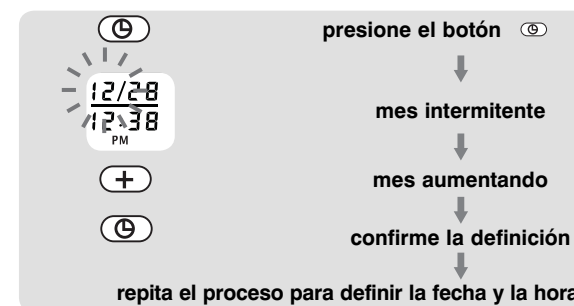 presione el botón
12/28
12:38
PM
mes intermitente
+
mes aumentando
confirme la definición
repita el proceso para definir la fecha y la hora